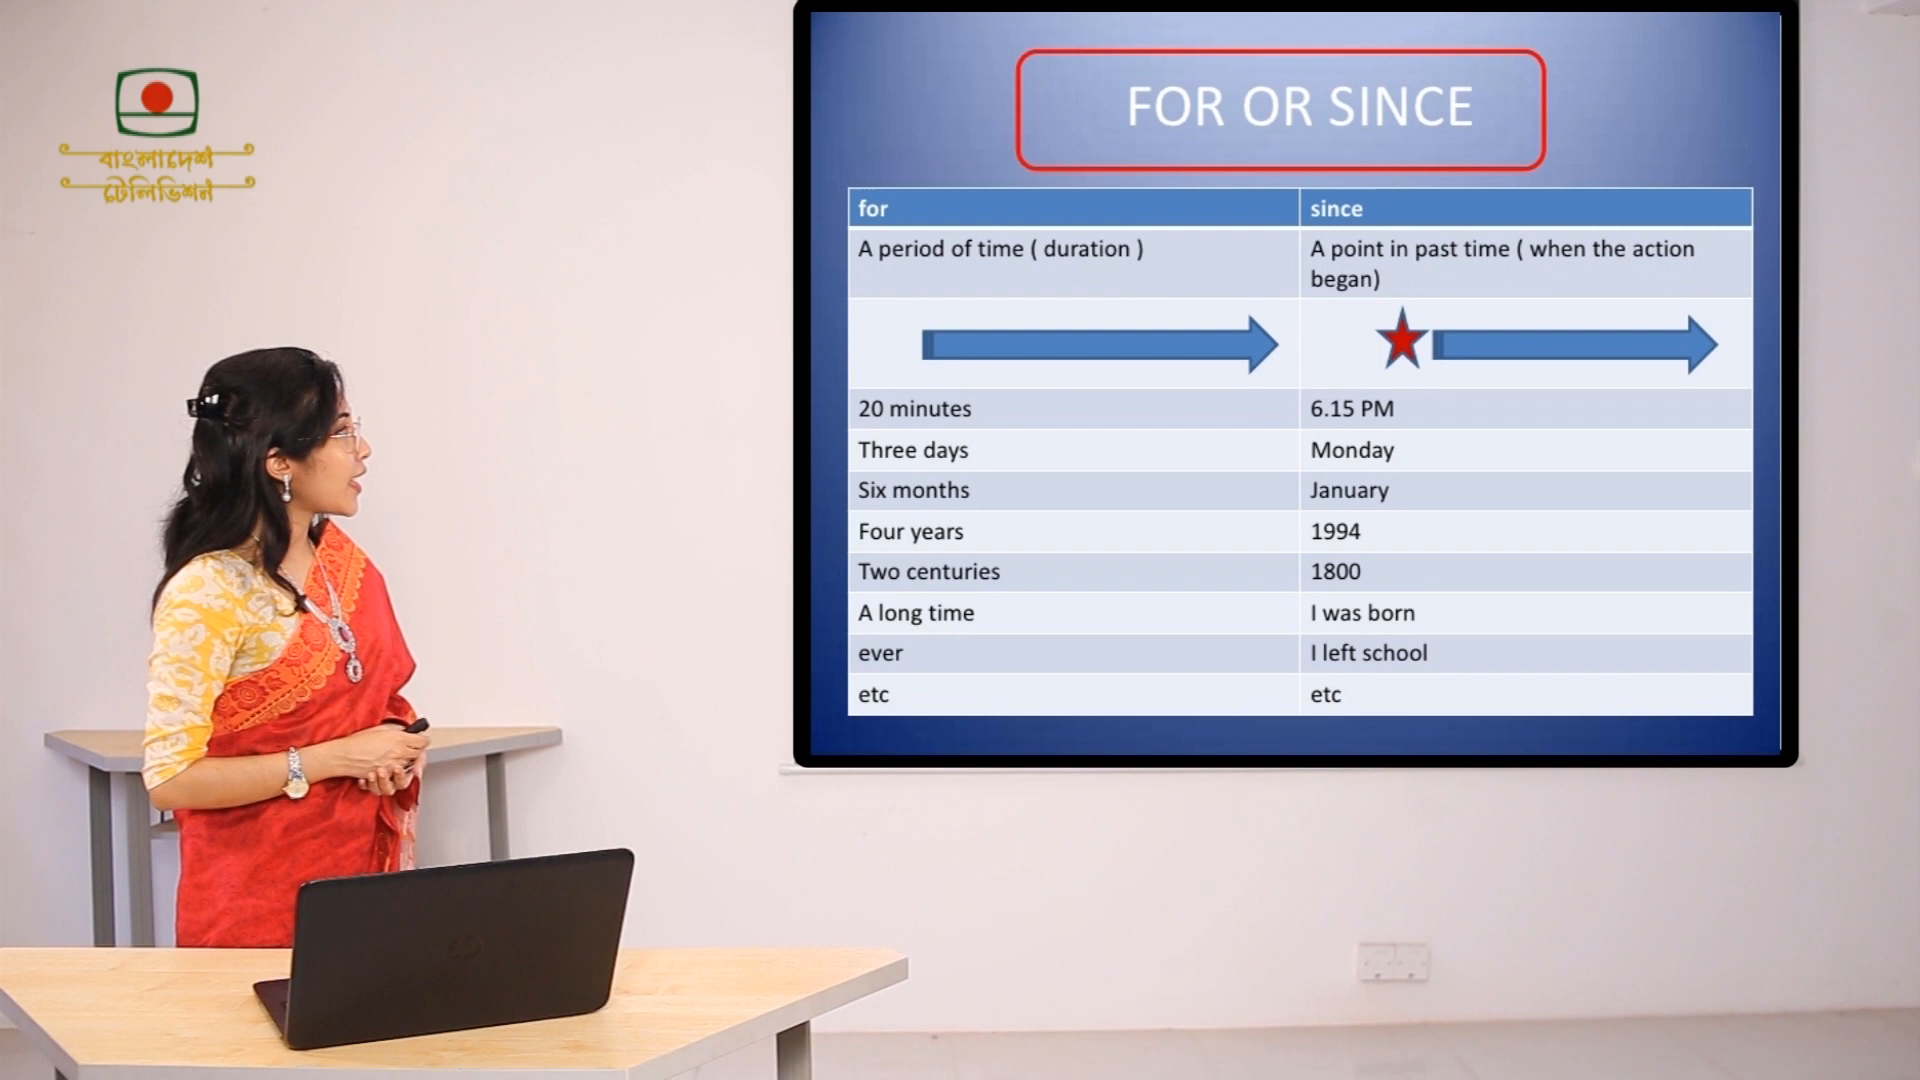 বাংলাদেশ
টেলিভিশন
FOR OR SINCE
for since
A period of time ( duration ) A point in past time ( when the action
began)
20 minutes 6.15 PM
Three days Monday
Six months January
Four years 1994
Two centuries 1800
A long time I was born
ever I left school
etc etc